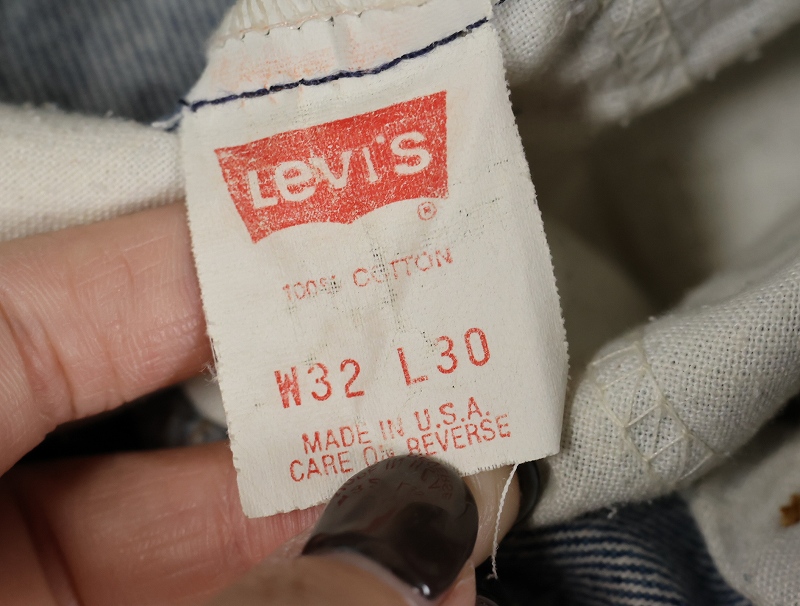 LEVI'S
®
100% COTTON
W32 L30
MADE IN U.S.A.
CARE ON REVERSE